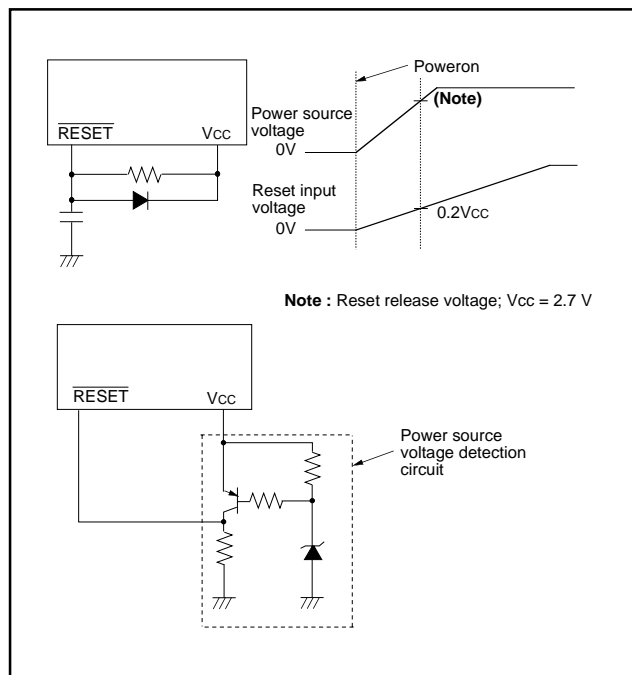 Poweron
(Note)
Power source
voltage
0V
RESET
VCC
Reset input
voltage
0V
0.2VCC
Note : Reset release voltage; Vcc = 2.7 V
RESET
VCC
Power source
voltage detection
circuit